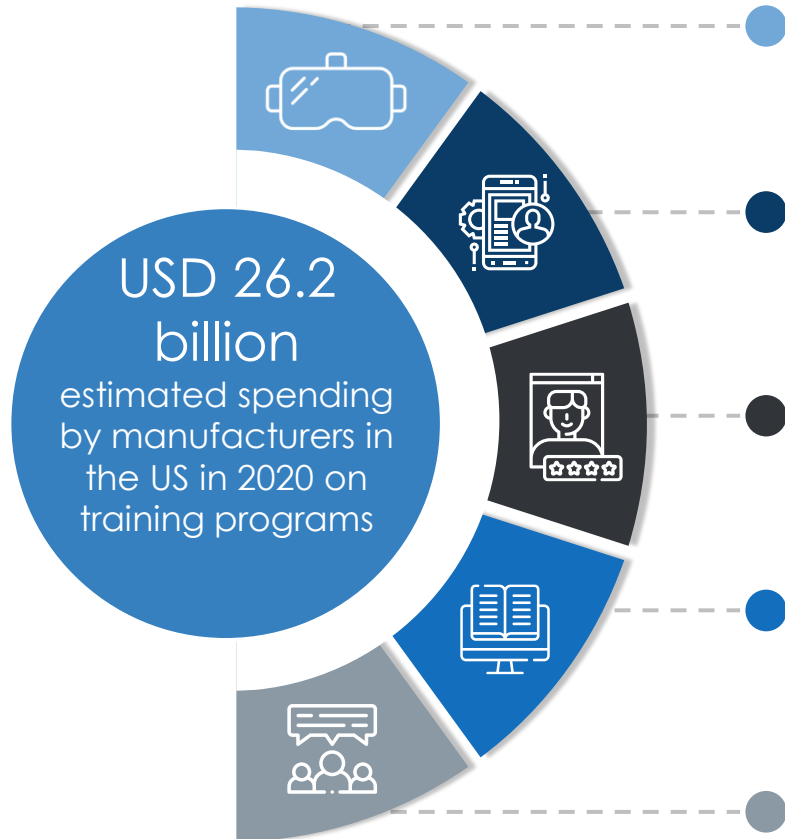 USD 26.2
billion
estimated spending
by manufacturers in
the US in 2020 on
training programs